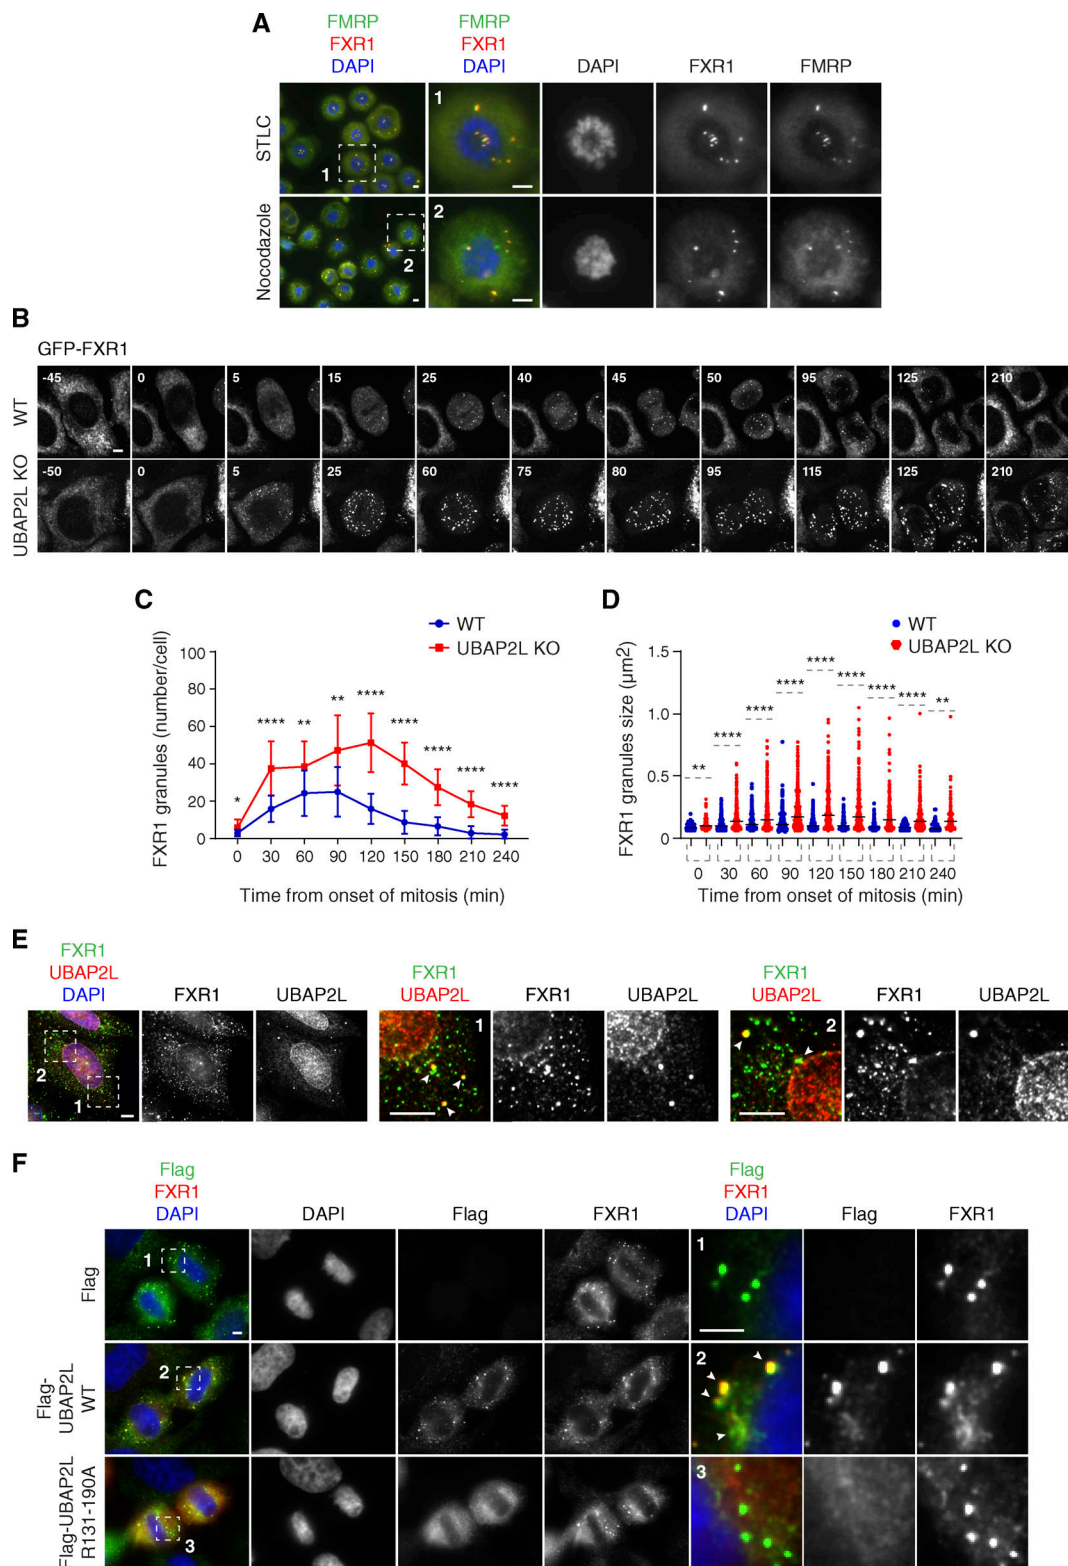 A
FMRP
FXR1
DAPI
FMRP
FXR1
DAPI
DAPI
FXR1
FMRP
STLC
1
1
Nocodazole
2
2
B
GFP-FXR1
WT
-45
0
5
15
25
40
45
50
95
125
210
UBAP2L KO
-50
0
5
25
60
75
80
95
115
125
210
C
WT
UBAP2L KO
FXR1 granules (number/cell)
100
80
60
40
20
0
*
****
**
**
****
****
****
****
****
0 30 60 90 120 150 180 210 240
Time from onset of mitosis (min)
D
WT
UBAP2L KO
FXR1 granules size (µm2)
1.5
1.0
0.5
0
**
****
****
****
****
****
****
****
**
0 30 60 90 120 150 180 210 240
Time from onset of mitosis (min)
E
FXR1
UBAP2L
DAPI
FXR1
UBAP2L
FXR1
UBAP2L
FXR1
UBAP2L
FXR1
UBAP2L
FXR1
UBAP2L
2
1
1
2
F
Flag
FXR1
DAPI
DAPI
Flag
FXR1
Flag
FXR1
DAPI
Flag
FXR1
Flag
1
1
Flag-
UBAP2L
WT
2
2
Flag-UBAP2L
R131-190A
3
3